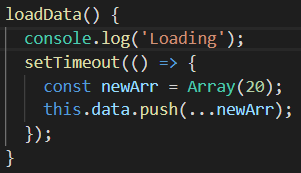 loadData() {
  console.log('Loading');
  setTimeout(() => {
    const newArr = Array(20);
    this.data.push(...newArr);
  });
}